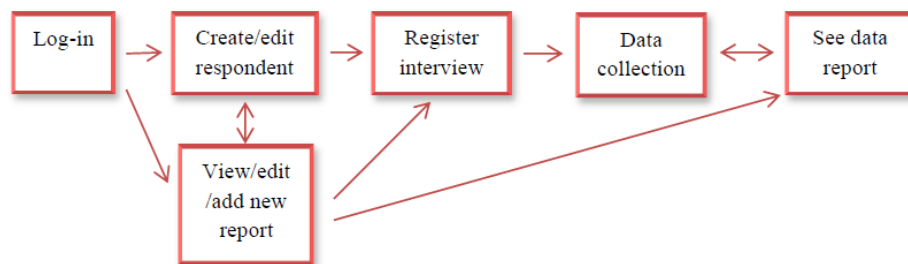 Log-in
Create/edit
respondent
Register
interview
Data
collection
See data
report
View/edit
/add new
report